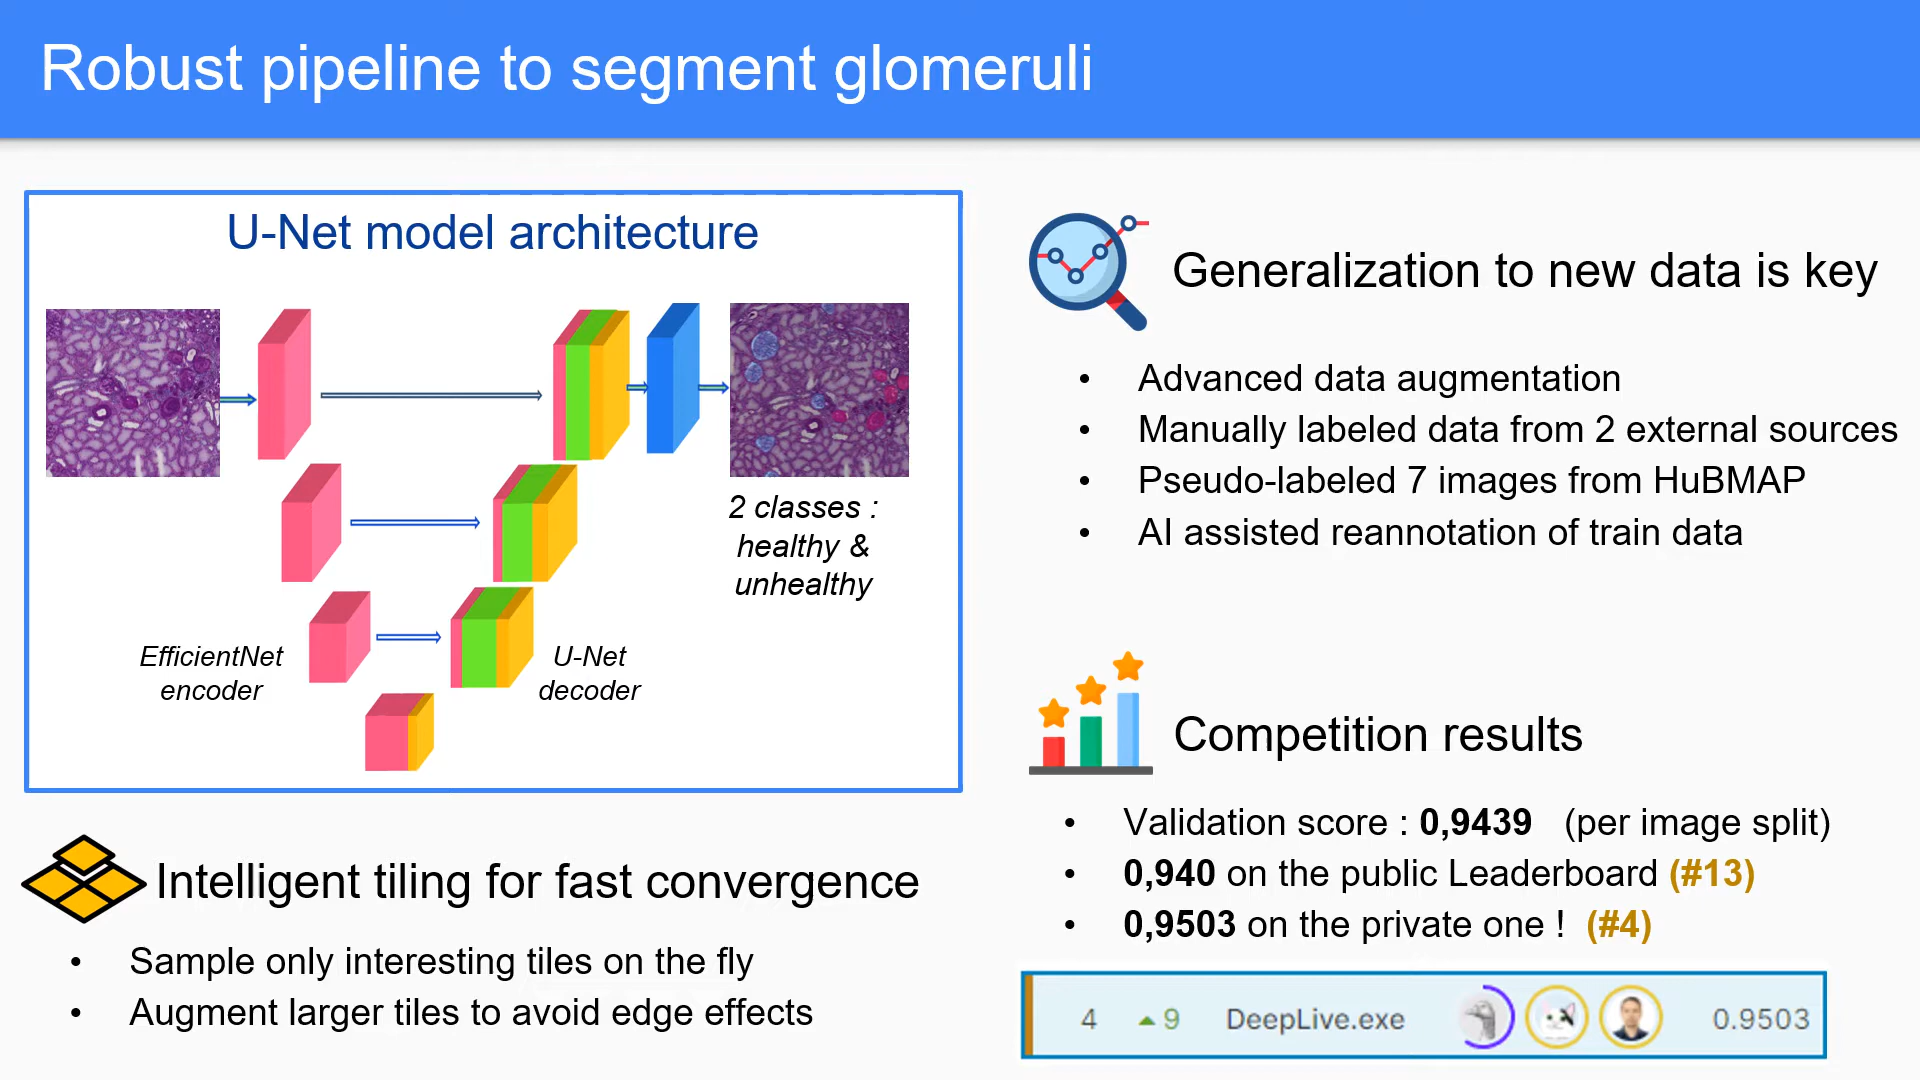 Robust pipeline to segment glomeruli
U-Net model architecture
2 classes :
healthy &
unhealthy
EfficientNet
encoder
U-Net
decoder
Intelligent tiling for fast convergence
• Sample only interesting tiles on the fly
• Augment larger tiles to avoid edge effects
Generalization to new data is key
• Advanced data augmentation
• Manually labeled data from 2 external sources
• Pseudo-labeled 7 images from HuBMAP
• AI assisted reannotation of train data
Competition results
• Validation score : 0,9439 (per image split)
• 0,940 on the public Leaderboard (#13)
• 0,9503 on the private one ! (#4)
4 ▲ 9 DeepLive.exe 0.9503